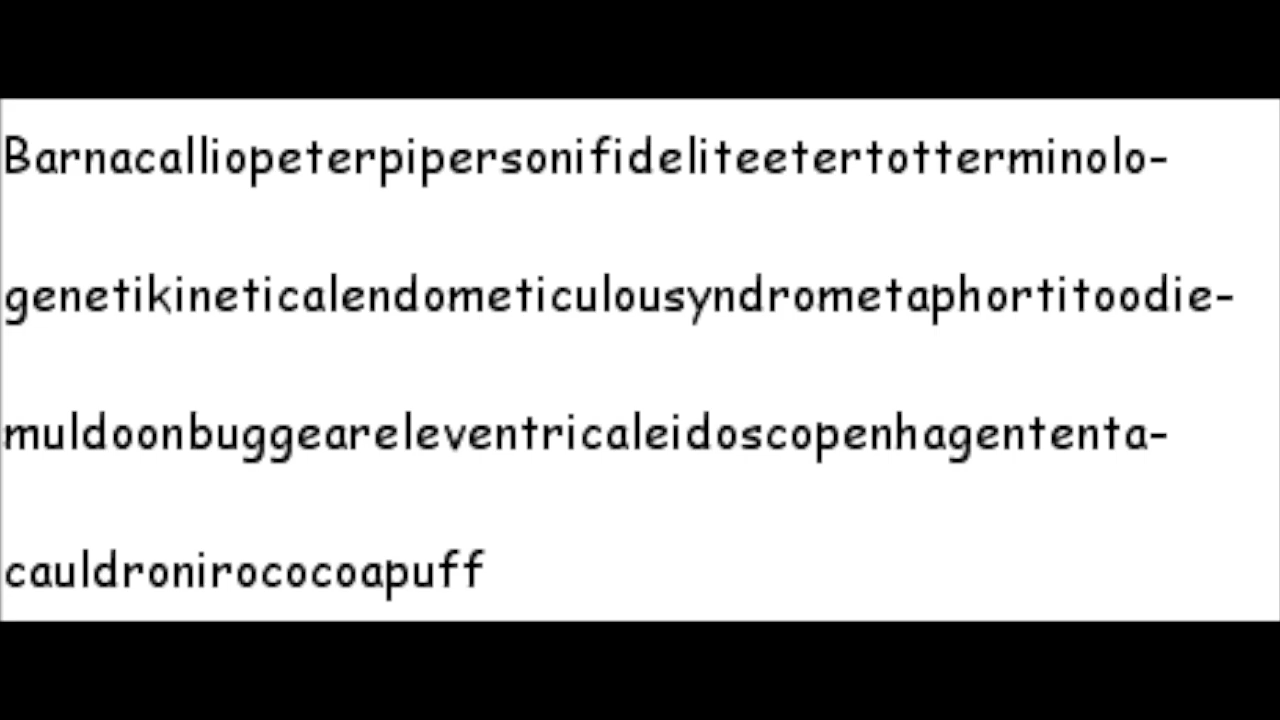 Barnacalliopeterpipersonifideliteetertotterminolo-
genetikineticalendometiculousyndrometaphortitoodie-
muldoonbuggeareleventricaleidoscopenhagententa-
cauldronirococoapuff